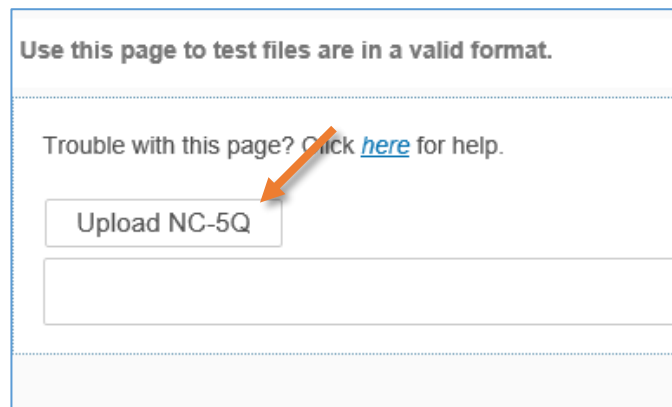 Use this page to test files are in a valid format.
Trouble with this page? Click here for help.
Upload NC-5Q